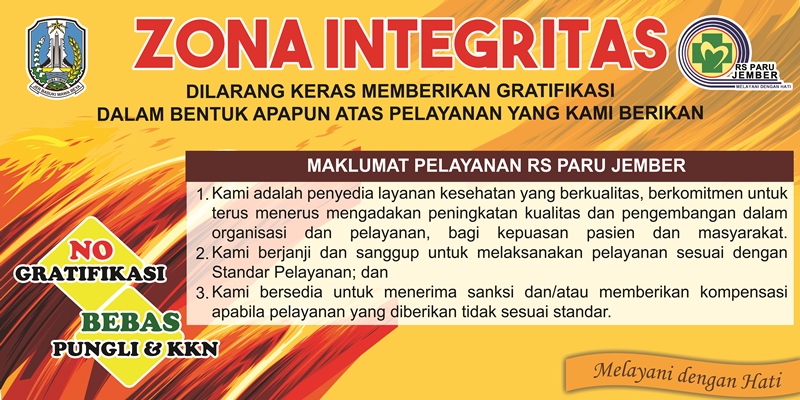 ZONA INTEGRITAS
JER BASUKI MAWA BEYA
RS PARU
JEMBER
MELAYANI DENGAN HATI
DILARANG KERAS MEMBERIKAN GRATIFIKASI
DALAM BENTUK APAPUN ATAS PELAYANAN YANG KAMI BERIKAN
MAKLUMAT PELAYANAN RS PARU JEMBER
1. Kami adalah penyedia layanan kesehatan yang berkualitas, berkomitmen untuk
terus menerus mengadakan peningkatan kualitas dan pengembangan dalam
organisasi dan pelayanan, bagi kepuasan pasien dan masyarakat.
2. Kami berjanji dan sanggup untuk melaksanakan pelayanan sesuai dengan
Standar Pelayanan; dan
3. Kami bersedia untuk menerima sanksi dan/atau memberikan kompensasi
apabila pelayanan yang diberikan tidak sesuai standar.
NO
GRATIFIKASI
BEBAS
PUNGLI & KKN
Melayani dengan Hati